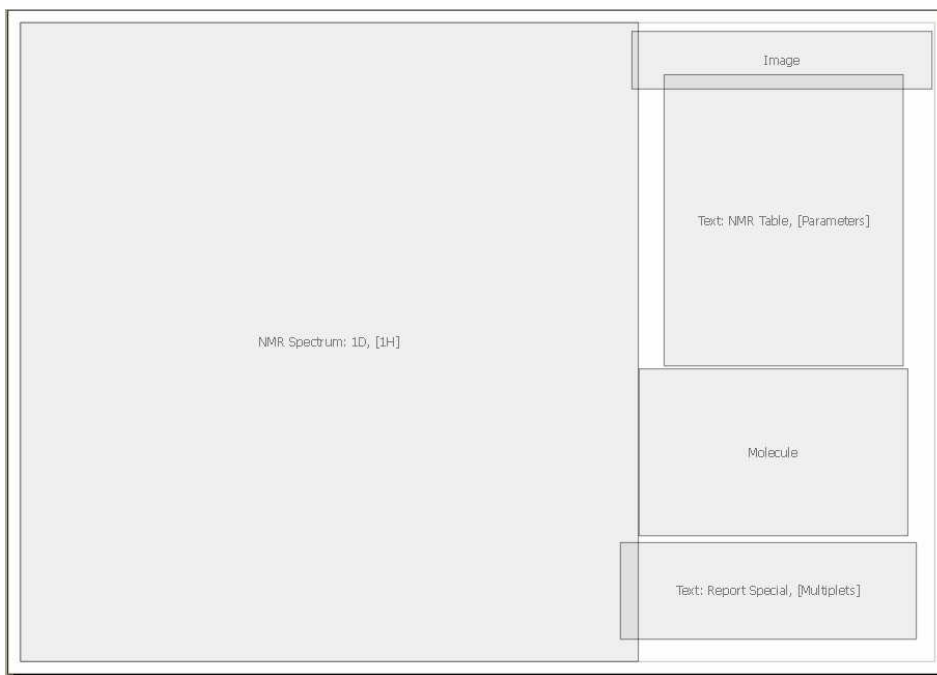 Image
Text: NMR Table, [Parameters]
NMR Spectrum: 1D, [1H]
Molecule
Text: Report Special, [Multiplets]